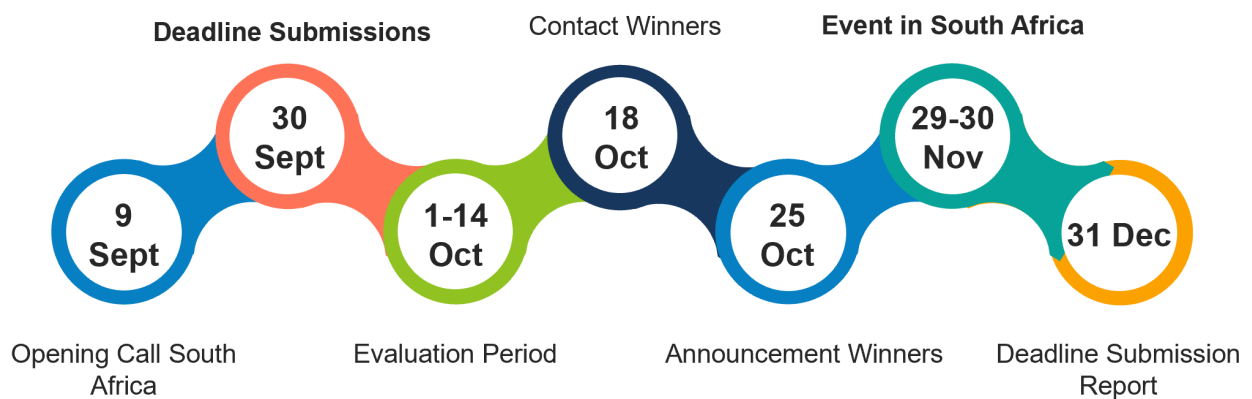 Deadline Submissions
Contact Winners
Event in South Africa
30
Sept
18
Oct
29-30
Nov
9
Sept
1-14
Oct
25
Oct
31 Dec
Opening Call South
Africa
Evaluation Period
Announcement Winners
Deadline Submission
Report